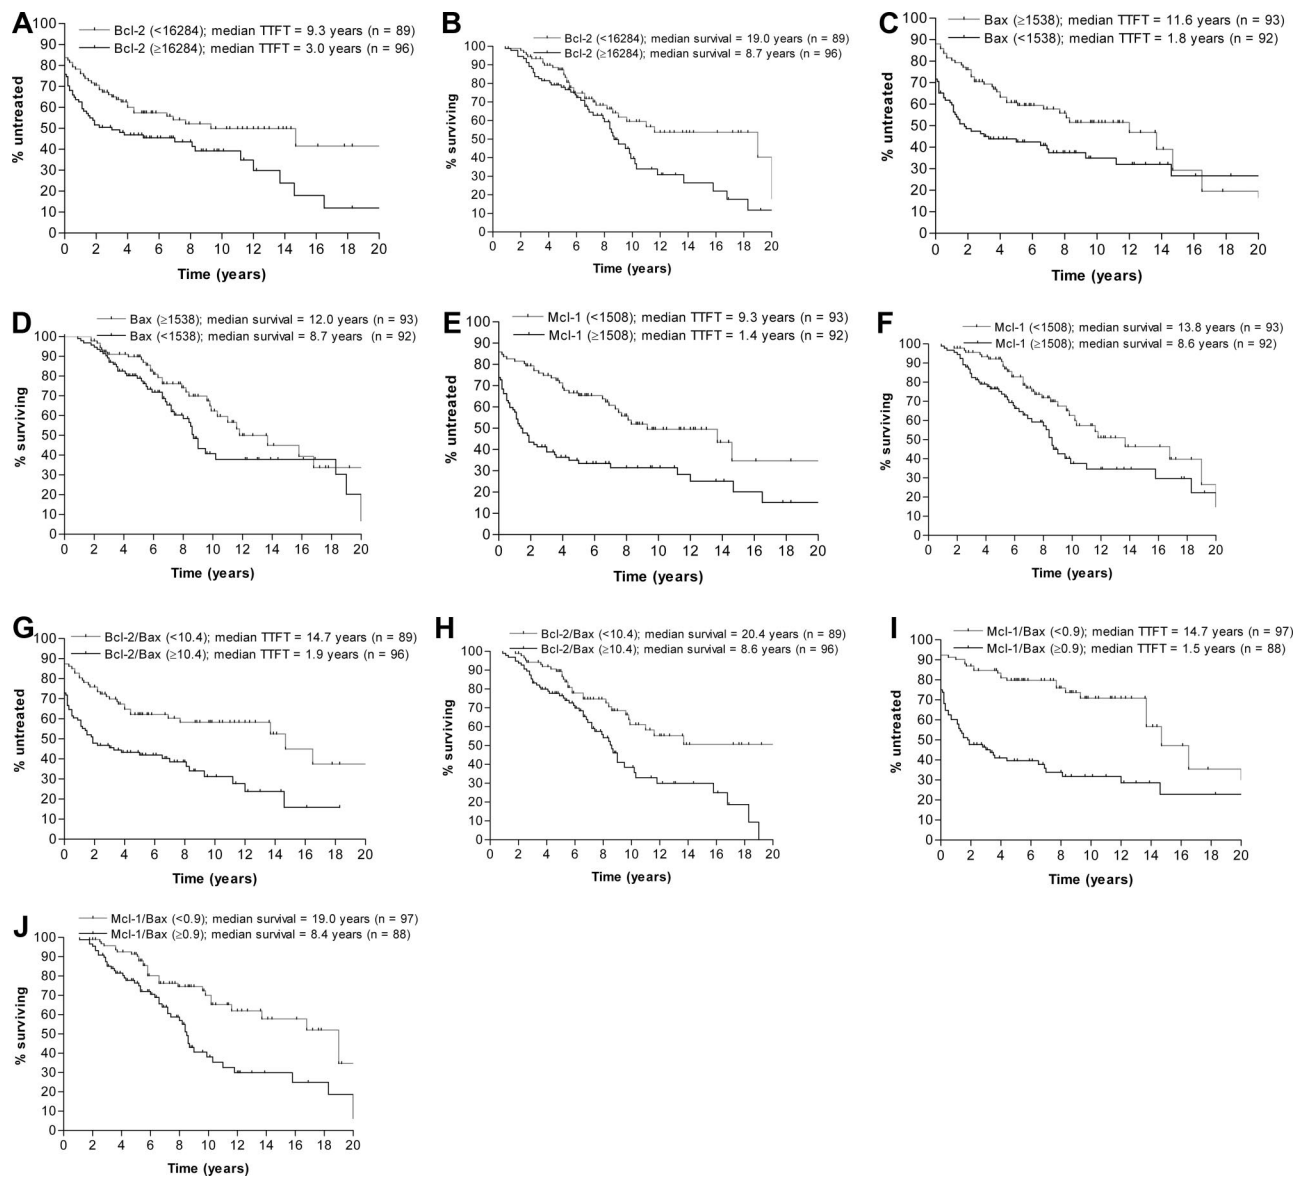 A
Bcl-2 (<16284); median TTFT = 9.3 years (n = 89)
Bcl-2 (≥16284); median TTFT = 3.0 years (n = 96)
% untreated
100
90
80
70
60
50
40
30
20
10
0
0 2 4 6 8 10 12 14 16 18 20
Time (years)
B
Bcl-2 (<16284); median survival = 19.0 years (n = 89)
Bcl-2 (≥16284); median survival = 8.7 years (n = 96)
% surviving
100
90
80
70
60
50
40
30
20
10
0
0 2 4 6 8 10 12 14 16 18 20
Time (years)
C
Bax (≥1538); median TTFT = 11.6 years (n = 93)
Bax (<1538); median TTFT = 1.8 years (n = 92)
% untreated
100
90
80
70
60
50
40
30
20
10
0
0 2 4 6 8 10 12 14 16 18 20
Time (years)
D
Bax (≥1538); median survival = 12.0 years (n = 93)
Bax (<1538); median survival = 8.7 years (n = 92)
% surviving
100
90
80
70
60
50
40
30
20
10
0
0 2 4 6 8 10 12 14 16 18 20
Time (years)
E
Mcl-1 (<1508); median TTFT = 9.3 years (n = 93)
Mcl-1 (≥1508); median TTFT = 1.4 years (n = 92)
% untreated
100
90
80
70
60
50
40
30
20
10
0
0 2 4 6 8 10 12 14 16 18 20
Time (years)
F
Mcl-1 (<1508); median survival = 13.8 years (n = 93)
Mcl-1 (≥1508); median survival = 8.6 years (n = 92)
% surviving
100
90
80
70
60
50
40
30
20
10
0
0 2 4 6 8 10 12 14 16 18 20
Time (years)
G
Bcl-2/Bax (<10.4); median TTFT = 14.7 years (n = 89)
Bcl-2/Bax (≥10.4); median TTFT = 1.9 years (n = 96)
% untreated
100
90
80
70
60
50
40
30
20
10
0
0 2 4 6 8 10 12 14 16 18 20
Time (years)
H
Bcl-2/Bax (<10.4); median survival = 20.4 years (n = 89)
Bcl-2/Bax (≥10.4); median survival = 8.6 years (n = 96)
% surviving
100
90
80
70
60
50
40
30
20
10
0
0 2 4 6 8 10 12 14 16 18 20
Time (years)
I
Mcl-1/Bax (<0.9); median TTFT = 14.7 years (n = 97)
Mcl-1/Bax (≥0.9); median TTFT = 1.5 years (n = 88)
% untreated
100
90
80
70
60
50
40
30
20
10
0
0 2 4 6 8 10 12 14 16 18 20
Time (years)
J
Mcl-1/Bax (<0.9); median survival = 19.0 years (n = 97)
Mcl-1/Bax (≥0.9); median survival = 8.4 years (n = 88)
% surviving
100
90
80
70
60
50
40
30
20
10
0
0 2 4 6 8 10 12 14 16 18 20
Time (years)